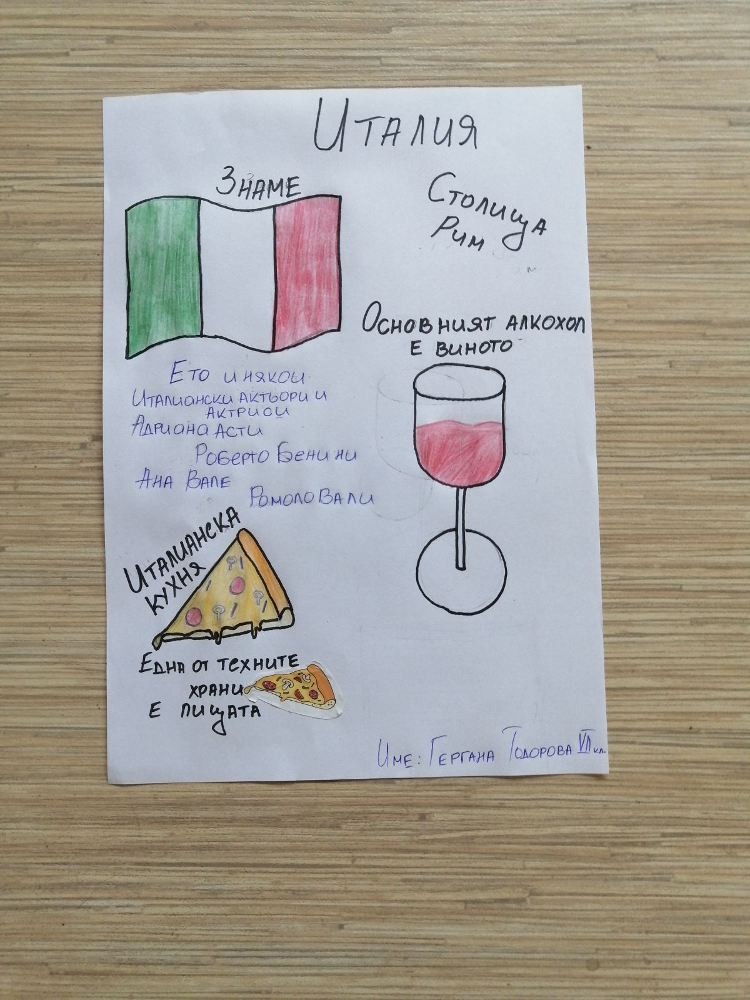 Италия
Знаме
Столица
Рим
Основният алкохол
е виното
Ето и някои
Италиански актьори и
актриси
Адриана Асти
Роберто Бенини
Ана Вале
Ромоло Вали
Италианска
кухня
Една от техните
храни
е пицата
Име: Гергана Тодорова VII кл.